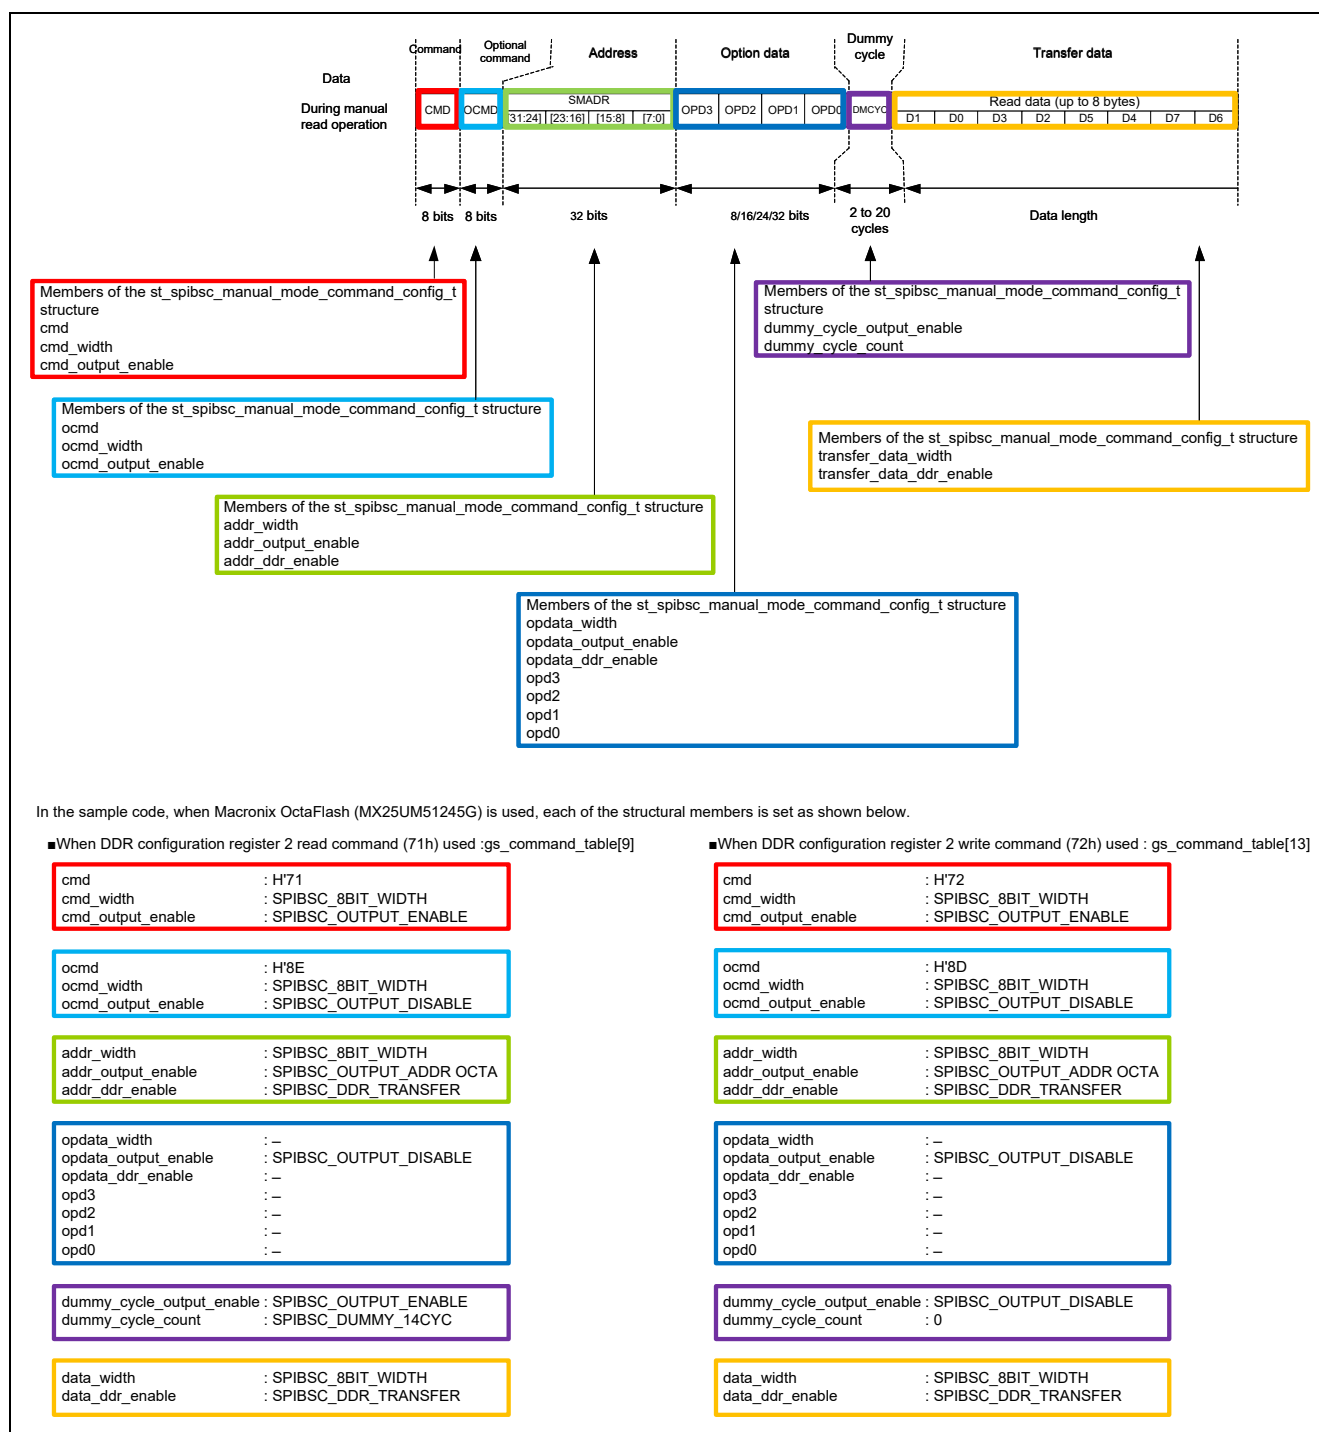 Command
Optional command
Address
Option data
Dummy cycle
Transfer data
Data
During manual read operation
CMD
OCMD
SMADR
[31:24] [23:16] [15:8] [7:0]
OPD3 OPD2 OPD1 OPD0
DMCYC
Read data (up to 8 bytes)
D1 D0 D3 D2 D5 D4 D7 D6
8 bits
8 bits
32 bits
8/16/24/32 bits
2 to 20 cycles
Data length
Members of the st_spibsc_manual_mode_command_config_t
structure
cmd
cmd_width
cmd_output_enable
Members of the st_spibsc_manual_mode_command_config_t
structure
dummy_cycle_output_enable
dummy_cycle_count
Members of the st_spibsc_manual_mode_command_config_t structure
ocmd
ocmd_width
ocmd_output_enable
Members of the st_spibsc_manual_mode_command_config_t structure
transfer_data_width
transfer_data_ddr_enable
Members of the st_spibsc_manual_mode_command_config_t structure
addr_width
addr_output_enable
addr_ddr_enable
Members of the st_spibsc_manual_mode_command_config_t structure
opdata_width
opdata_output_enable
opdata_ddr_enable
opd3
opd2
opd1
opd0
In the sample code, when Macronix OctaFlash (MX25UM51245G) is used, each of the structural members is set as shown below.
■When DDR configuration register 2 read command (71h) used :gs_command_table[9]
cmd : H'71
cmd_width : SPIBSC_8BIT_WIDTH
cmd_output_enable : SPIBSC_OUTPUT_ENABLE
ocmd : H'8E
ocmd_width : SPIBSC_8BIT_WIDTH
ocmd_output_enable : SPIBSC_OUTPUT_DISABLE
addr_width : SPIBSC_8BIT_WIDTH
addr_output_enable : SPIBSC_OUTPUT_ADDR OCTA
addr_ddr_enable : SPIBSC_DDR_TRANSFER
opdata_width : –
opdata_output_enable : SPIBSC_OUTPUT_DISABLE
opdata_ddr_enable : –
opd3 : –
opd2 : –
opd1 : –
opd0 : –
dummy_cycle_output_enable : SPIBSC_OUTPUT_ENABLE
dummy_cycle_count : SPIBSC_DUMMY_14CYC
data_width : SPIBSC_8BIT_WIDTH
data_ddr_enable : SPIBSC_DDR_TRANSFER
■When DDR configuration register 2 write command (72h) used : gs_command_table[13]
cmd : H'72
cmd_width : SPIBSC_8BIT_WIDTH
cmd_output_enable : SPIBSC_OUTPUT_ENABLE
ocmd : H'8D
ocmd_width : SPIBSC_8BIT_WIDTH
ocmd_output_enable : SPIBSC_OUTPUT_DISABLE
addr_width : SPIBSC_8BIT_WIDTH
addr_output_enable : SPIBSC_OUTPUT_ADDR OCTA
addr_ddr_enable : SPIBSC_DDR_TRANSFER
opdata_width : –
opdata_output_enable : SPIBSC_OUTPUT_DISABLE
opdata_ddr_enable : –
opd3 : –
opd2 : –
opd1 : –
opd0 : –
dummy_cycle_output_enable : SPIBSC_OUTPUT_DISABLE
dummy_cycle_count : 0
data_width : SPIBSC_8BIT_WIDTH
data_ddr_enable : SPIBSC_DDR_TRANSFER